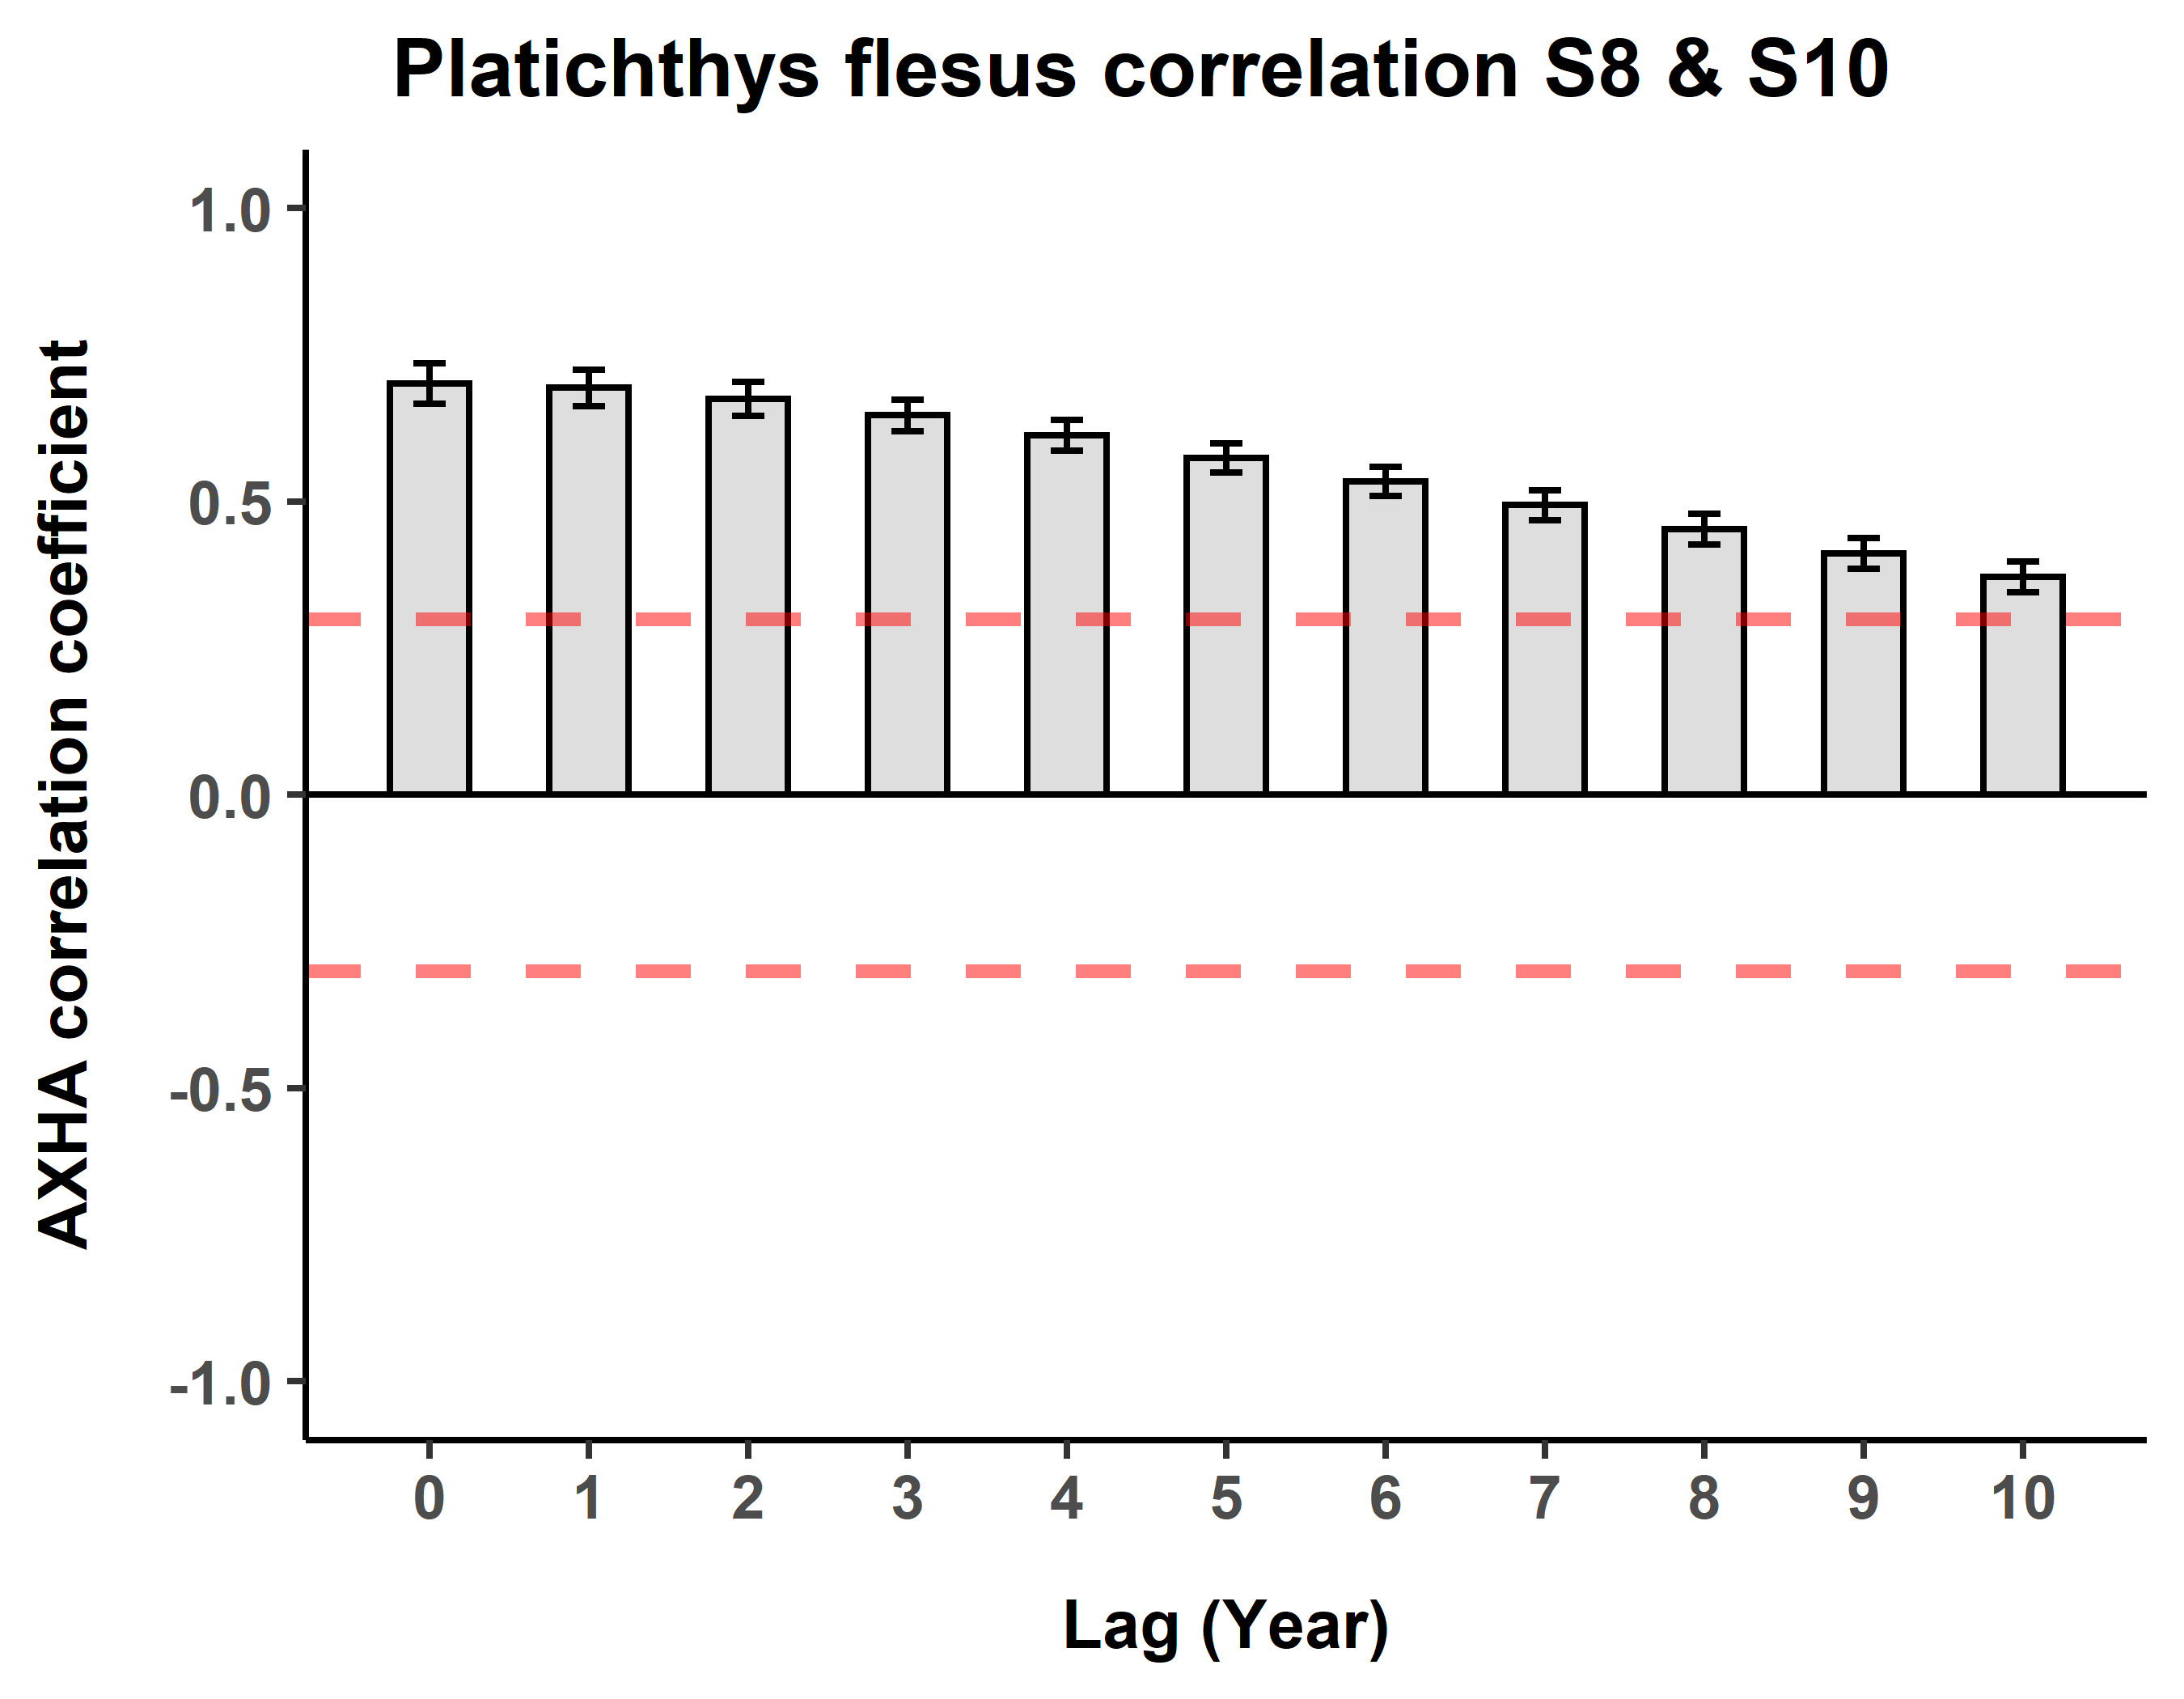 Platichthys flesus correlation S8 & S10
AXHA correlation coefficient
1.0
0.5
0.0
-0.5
-1.0
0 1 2 3 4 5 6 7 8 9 10
Lag (Year)